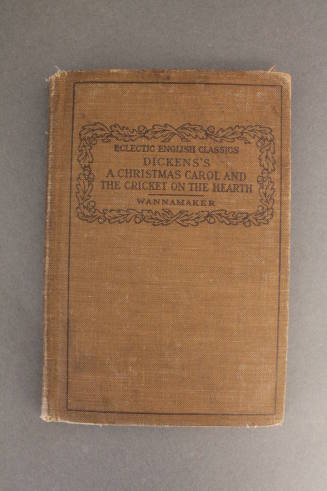 ECLECTIC ENGLISH CLASSICS
DICKENS'S
A CHRISTMAS CAROL AND
THE CRICKET ON THE HEARTH
WANNAMAKER